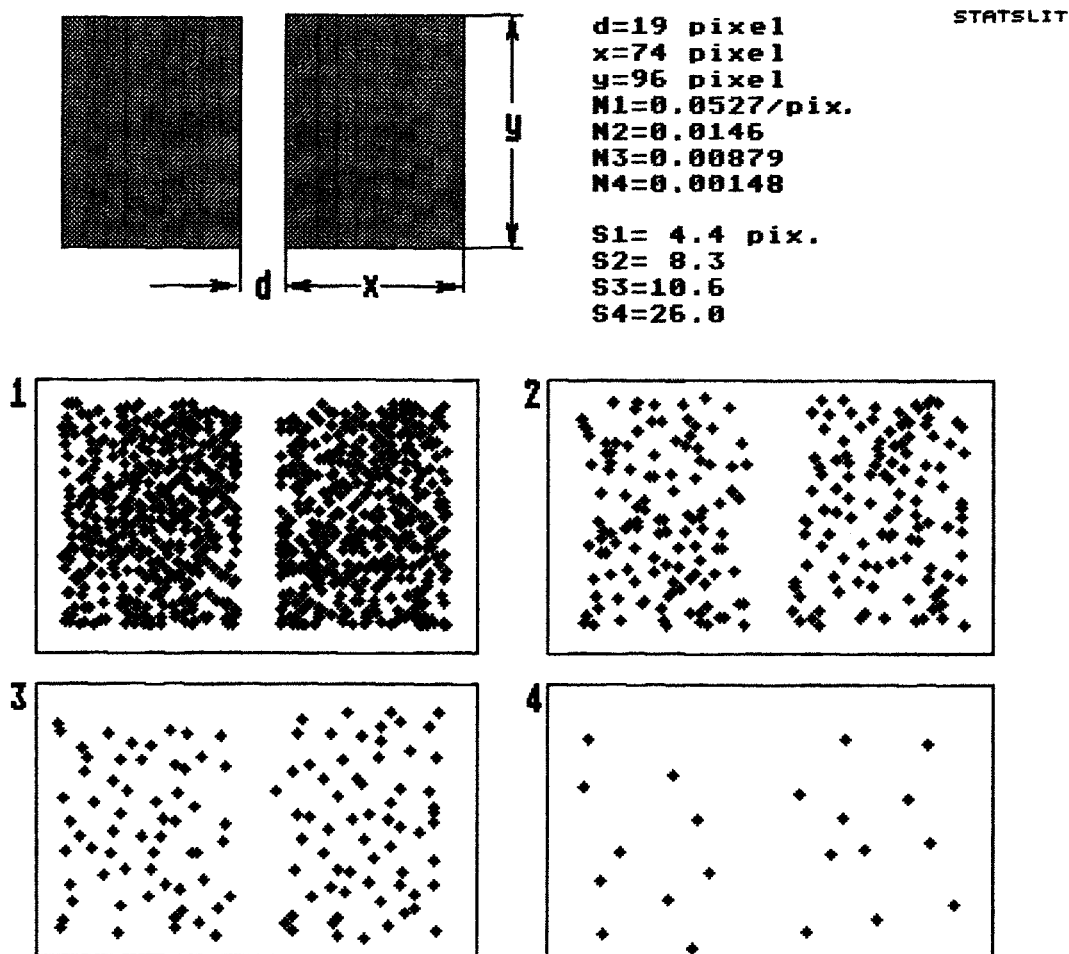 STATSLIT
d=19 pixel
x=74 pixel
y=96 pixel
N1=0.0527/pix.
N2=0.0146
N3=0.00879
N4=0.00148
S1= 4.4 pix.
S2= 8.3
S3=10.6
S4=26.0
y
d
x
1
2
3
4